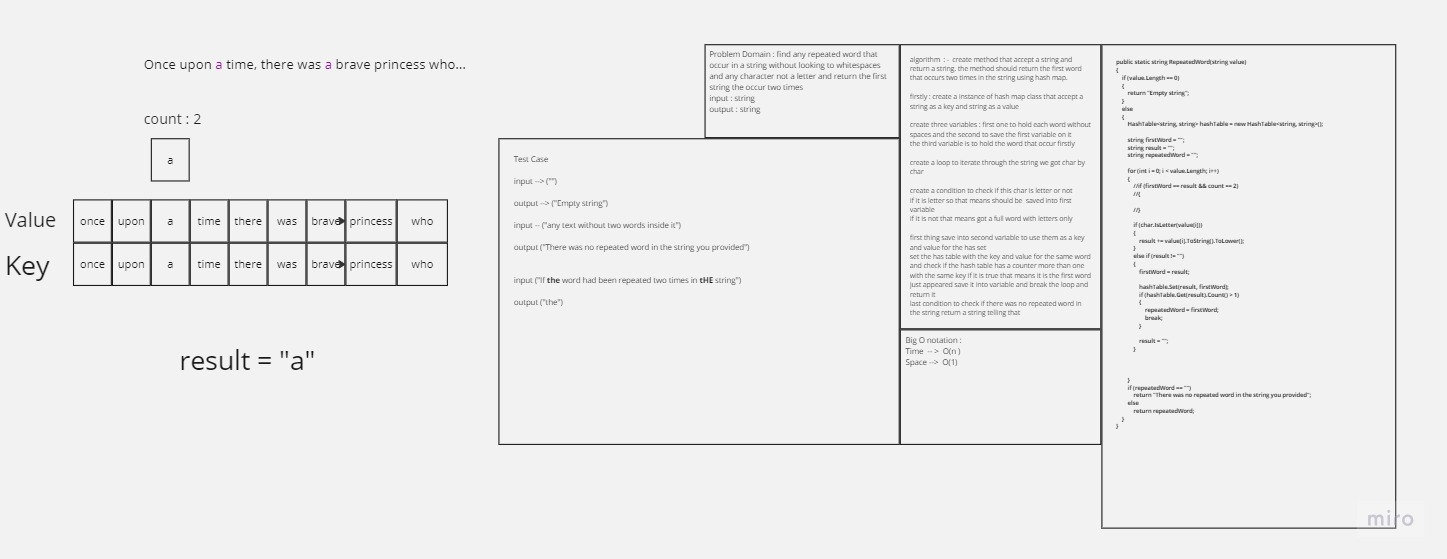 Once upon a time, there was a brave princess who...
count : 2
a
Value once upon a time there was brave princess who
Key once upon a time there was brave princess who
result = "a"
Problem Domain : find any repeated word that
occur in a string without looking to whitespaces
and any character not a letter and return the first
string the occur two times
input : string
output : string
Test Case
input --> ("")
output --> ("Empty string")
input -- ("any text without two words inside it")
output ("There was no repeated word in the string you provided")
input ("If the word had been repeated two times in tHE string")
output ("the")
algorithm : - create method that accept a string and
return a string, the method should return the first word
that occurs two times in the string using hash map.
firstly : create a instance of hash map class that accept a
string as a key and string as a value
create three variables : first one to hold each word without
spaces and the second to save the first variable on it
the third variable is to hold the word that occur firstly
create a loop to iterate through the string we got char by
char
create a condition to check if this char is letter or not
if it is letter so that means should be saved into first
variable
if it is not that means got a full word with letters only
first thing save into second variable to use them as a key
and value for the has set
set the has table with the key and value for the same word
and check if the hash table has a counter more than one
with the same key if it is true that means it is the first word
just appeared save it into variable and break the loop and
return it
last condition to check if there was no repeated word in
the string return a string telling that
Big O notation :
Time --> O(n )
Space --> O(1)
public static string RepeatedWord(string value)
{
if (value.Length == 0)
{
return "Empty string";
}
else
{
HashTable<string, string> hashTable = new HashTable<string, string>();
string firstWord = "";
string result = "";
string repeatedWord = "";
for (int i = 0; i < value.Length; i++)
{
//if (firstWord == result && count == 2)
//{
//}
if (char.IsLetter(value[i]))
{
result += value[i].ToString().ToLower();
}
else if (result != "")
{
firstWord = result;
hashTable.Set(result, firstWord);
if (hashTable.Get(result).Count() > 1)
{
repeatedWord = firstWord;
break;
}
result = "";
}
}
if (repeatedWord == "")
return "There was no repeated word in the string you provided";
else
return repeatedWord;
}
}
miro